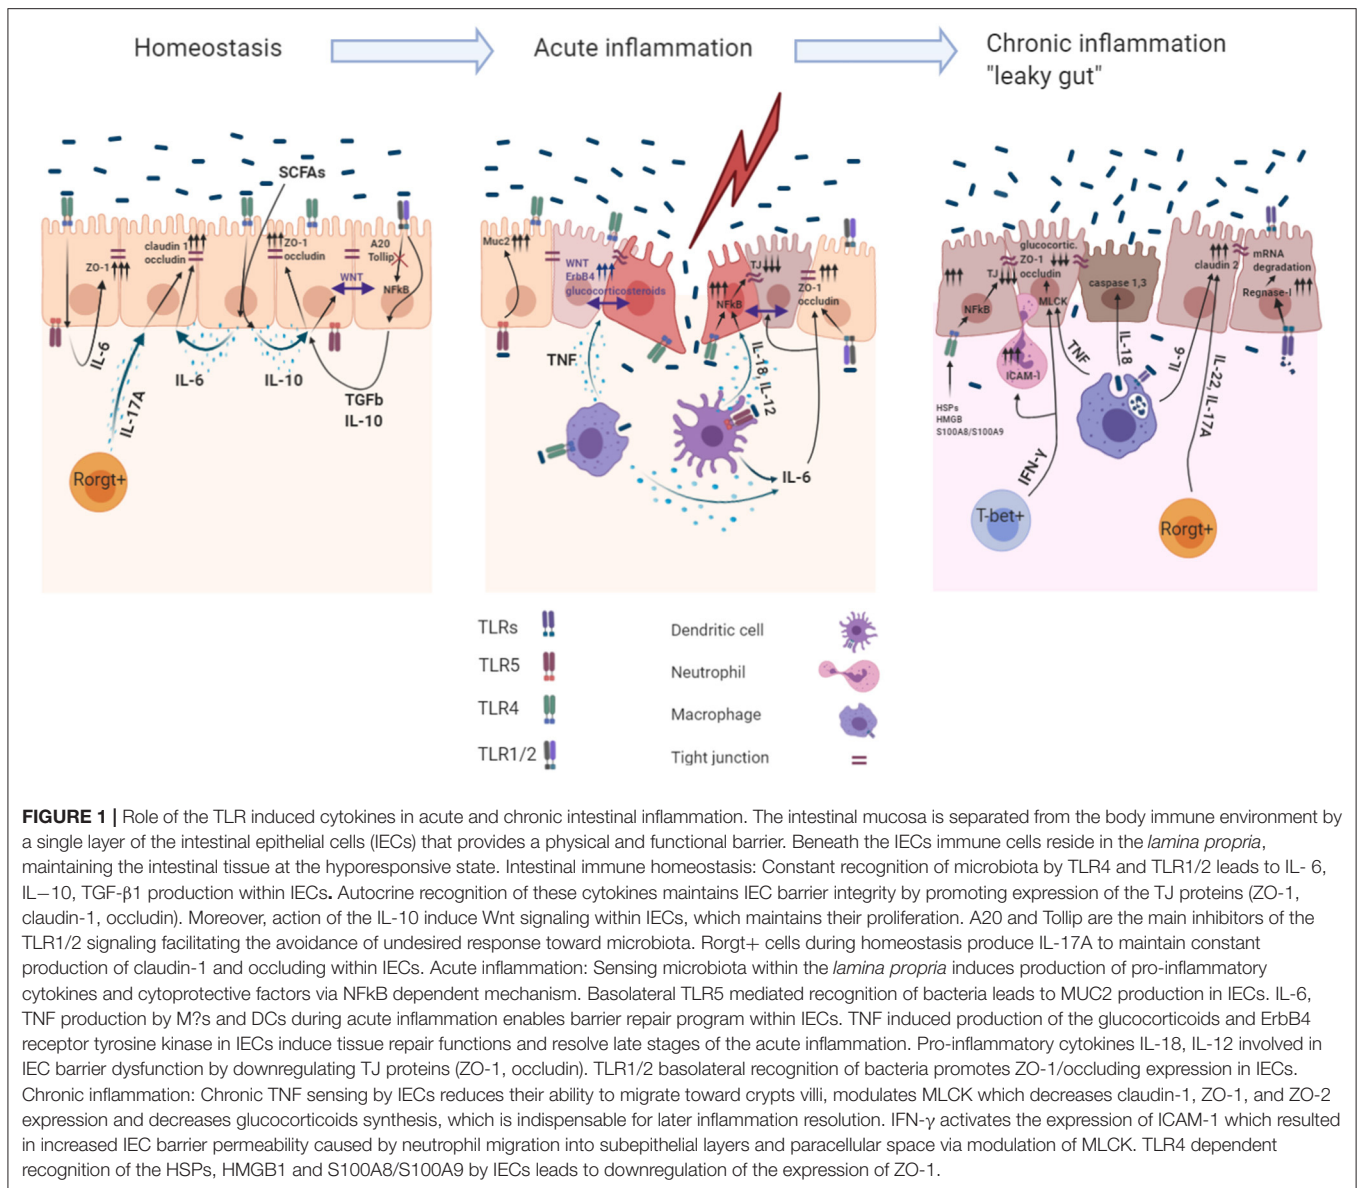 Homeostasis
Acute inflammation
Chronic inflammation
"leaky gut"
SCFAs
ZO-1
claudin 1
occludin
ZO-1
occludin
A20
Tollip
WNT
NFkB
IL-6
IL-17A
IL-6
IL-10
TGFb
IL-10
Rorgt+
Muc2
WNT
ErbB4
glucocorticosteroids
TJ
NFkB
ZO-1
occludin
TNF
IL-18, IL-12
IL-6
glucocortic.
ZO-1
occludin
TJ
NFkB
MLCK
caspase 1,3
claudin 2
mRNA
degradation
Regnase-I
ICAM-I
TNF
IL-18
IL-9
IL-22, IL-17A
HSPs
HMGB
S100A8/S100A9
IFN-γ
T-bet+
Rorgt+
TLRs
TLR5
TLR4
TLR1/2
Dendritic cell
Neutrophil
Macrophage
Tight junction
FIGURE 1 | Role of the TLR induced cytokines in acute and chronic intestinal inflammation. The intestinal mucosa is separated from the body immune environment by
a single layer of the intestinal epithelial cells (IECs) that provides a physical and functional barrier. Beneath the IECs immune cells reside in the lamina propria,
maintaining the intestinal tissue at the hyporesponsive state. Intestinal immune homeostasis: Constant recognition of microbiota by TLR4 and TLR1/2 leads to IL- 6,
IL−10, TGF-β1 production within IECs. Autocrine recognition of these cytokines maintains IEC barrier integrity by promoting expression of the TJ proteins (ZO-1,
claudin-1, occludin). Moreover, action of the IL-10 induce Wnt signaling within IECs, which maintains their proliferation. A20 and Tollip are the main inhibitors of the
TLR1/2 signaling facilitating the avoidance of undesired response toward microbiota. Rorgt+ cells during homeostasis produce IL-17A to maintain constant
production of claudin-1 and occluding within IECs. Acute inflammation: Sensing microbiota within the lamina propria induces production of pro-inflammatory
cytokines and cytoprotective factors via NFkB dependent mechanism. Basolateral TLR5 mediated recognition of bacteria leads to MUC2 production in IECs. IL-6,
TNF production by M?s and DCs during acute inflammation enables barrier repair program within IECs. TNF induced production of the glucocorticoids and ErbB4
receptor tyrosine kinase in IECs induce tissue repair functions and resolve late stages of the acute inflammation. Pro-inflammatory cytokines IL-18, IL-12 involved in
IEC barrier dysfunction by downregulating TJ proteins (ZO-1, occludin). TLR1/2 basolateral recognition of bacteria promotes ZO-1/occluding expression in IECs.
Chronic inflammation: Chronic TNF sensing by IECs reduces their ability to migrate toward crypts villi, modulates MLCK which decreases claudin-1, ZO-1, and ZO-2
expression and decreases glucocorticoids synthesis, which is indispensable for later inflammation resolution. IFN-γ activates the expression of ICAM-1 which resulted
in increased IEC barrier permeability caused by neutrophil migration into subepithelial layers and paracellular space via modulation of MLCK. TLR4 dependent
recognition of the HSPs, HMGB1 and S100A8/S100A9 by IECs leads to downregulation of the expression of ZO-1.